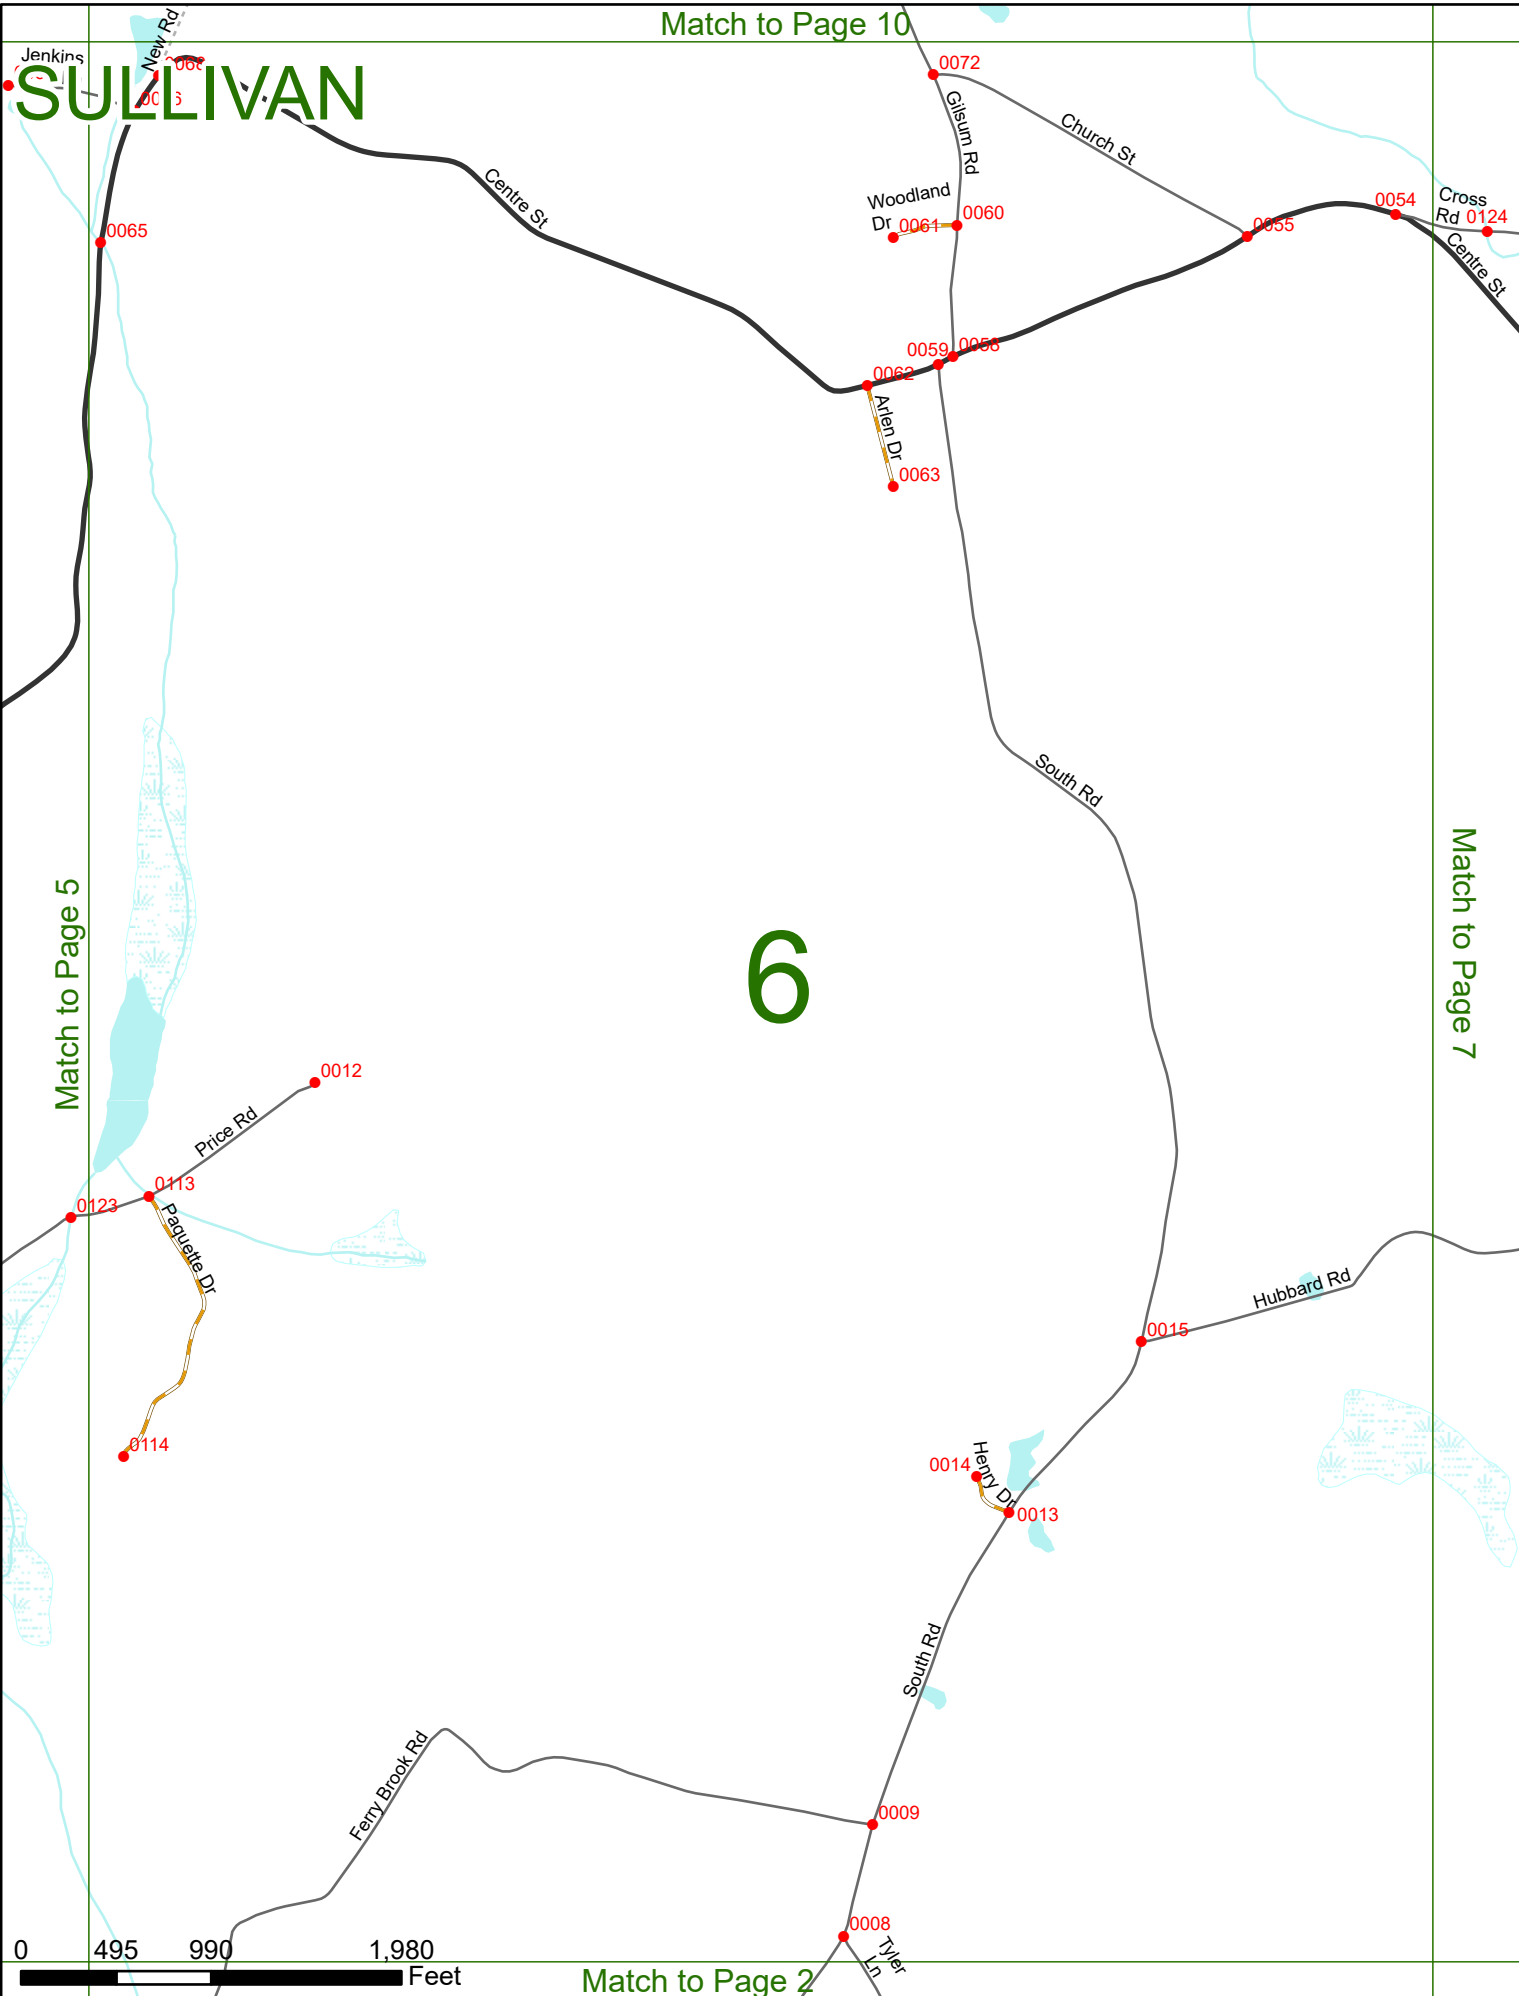 Match to Page 10
New Rd
Jenkins
SULLIVAN
0072
Gilsum Rd
Church St
Centre St
Woodland
Dr
0061
0060
0054
Cross
Rd
0124
0055
Centre St
0065
0059
0058
0062
Arlen Dr
0063
South Rd
Match to Page 5
Match to Page 7
6
0012
Price Rd
0113
0123
Paquette Dr
Hubbard Rd
0015
0114
0014
Henry Dr
0013
South Rd
Ferry Brook Rd
0009
0008
Tyler
Ln
0 495 990 1,980
Feet
Match to Page 2